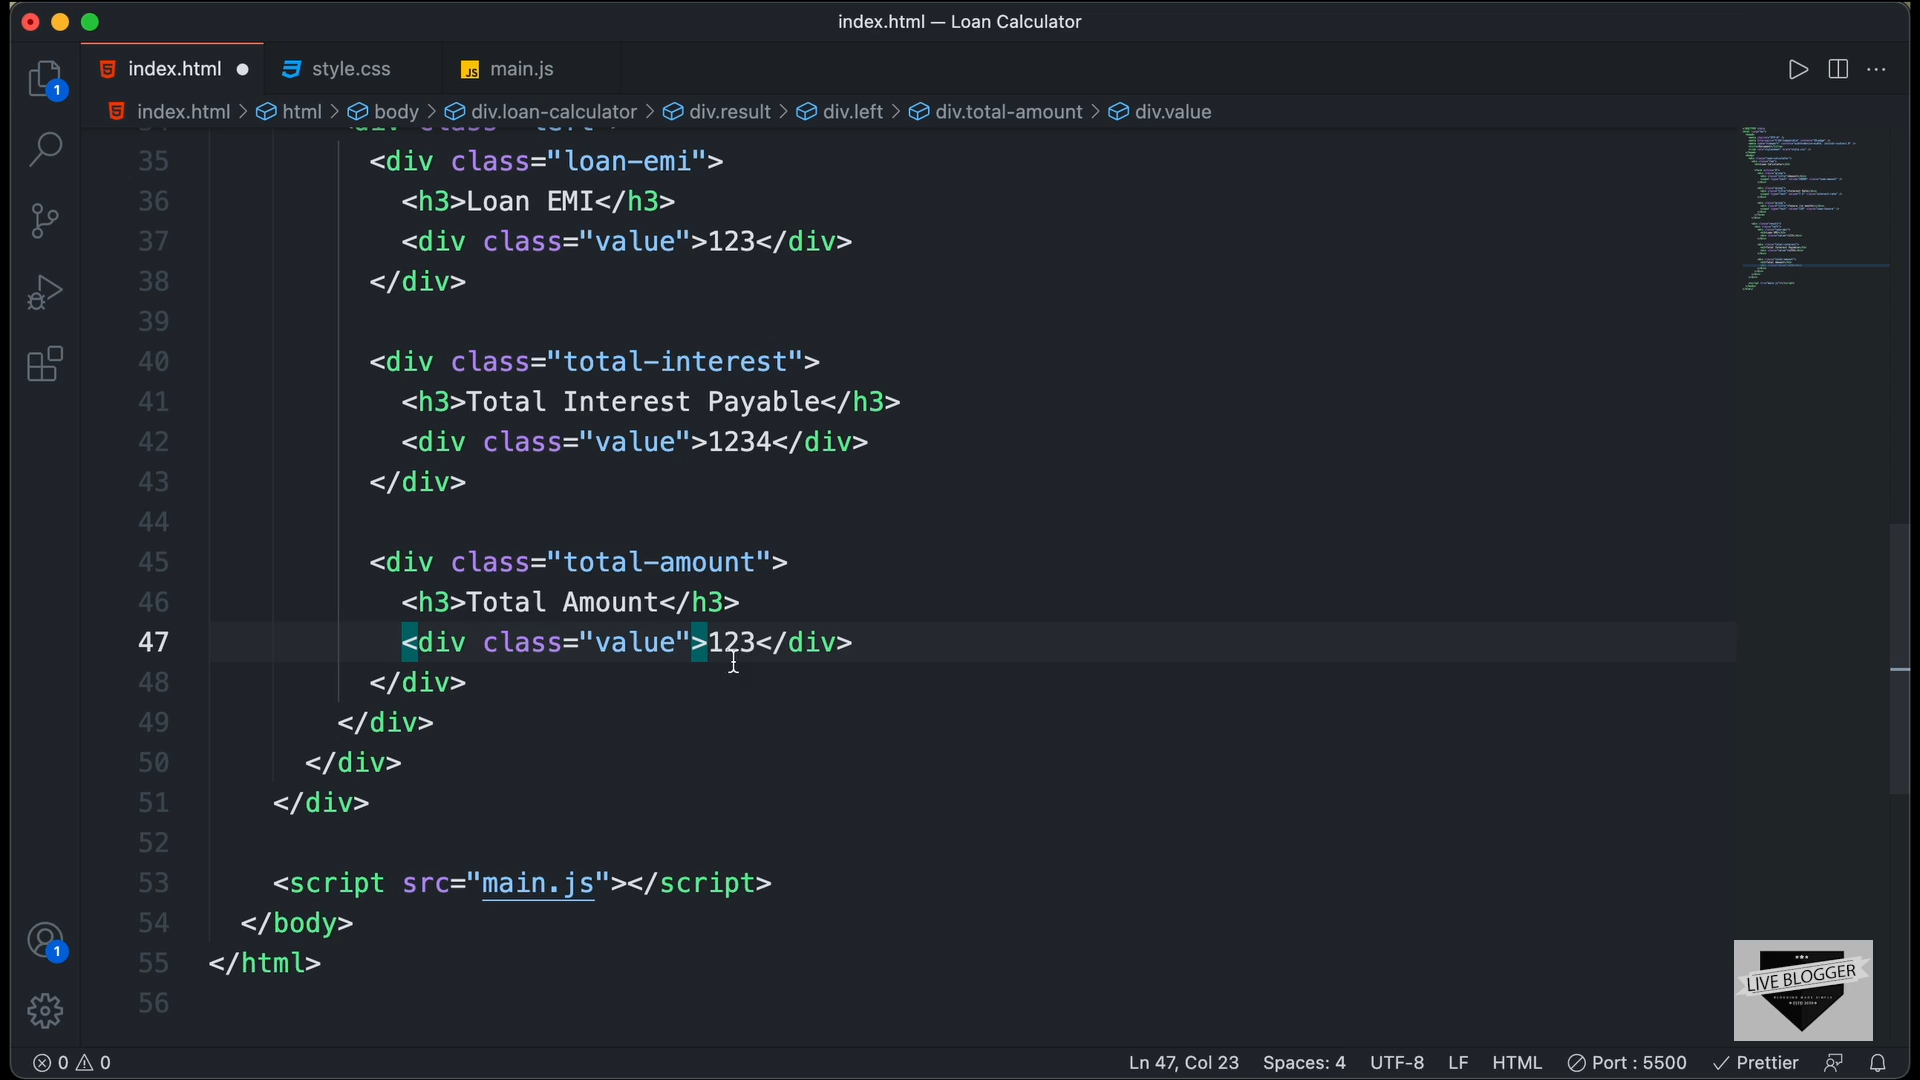 index.html — Loan Calculator
1
index.html
style.css
JS main.js
index.html > html > body > div.loan-calculator > div.result > div.left > div.total-amount > div.value
35 <div class="loan-emi">
36 <h3>Loan EMI</h3>
37 <div class="value">123</div>
38 </div>
39
40 <div class="total-interest">
41 <h3>Total Interest Payable</h3>
42 <div class="value">1234</div>
43 </div>
44
45 <div class="total-amount">
46 <h3>Total Amount</h3>
47 <div class="value">123</div>
48 </div>
49 </div>
50 </div>
51 </div>
52
53 <script src="main.js"></script>
54 </body>
55 </html>
56
1
LIVE BLOGGER
0 0
Ln 47, Col 23 Spaces: 4 UTF-8 LF HTML Port : 5500 Prettier